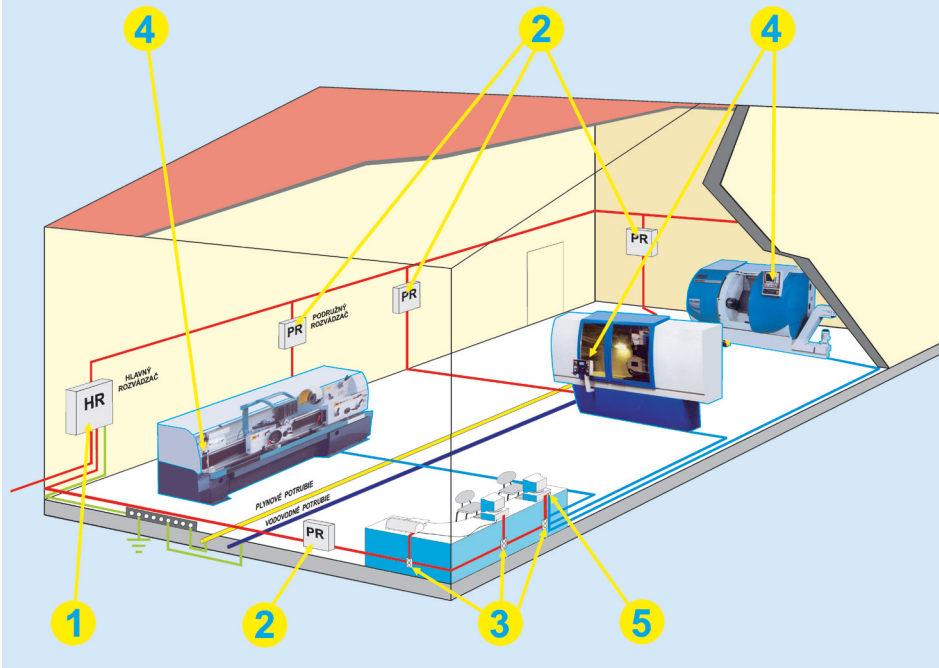 4
2
4
PR
PR
PODRUŽNÝ
ROZVÁDZAČ
PR
HLAVNÝ
ROZVÁDZAČ
HR
4
PLYNOVÉ POTRUBIE
VODOVODNÉ POTRUBIE
PR
1
2
3
5